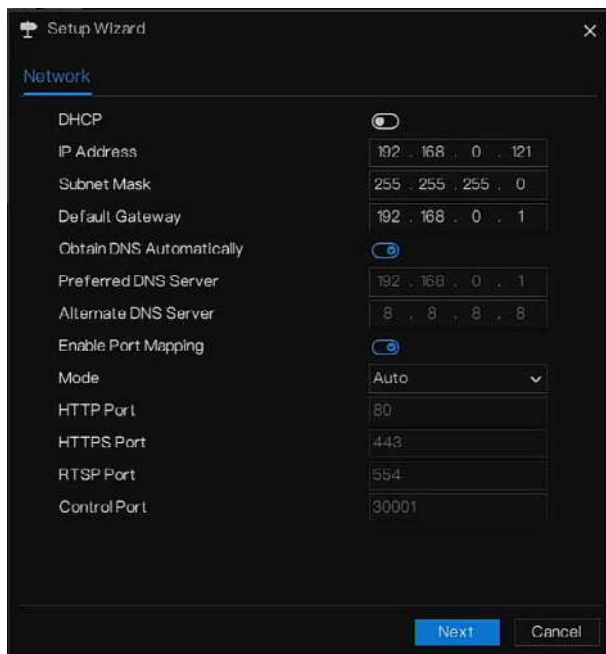 Setup Wizard
Network
DHCP
IP Address 192 . 168 . 0 . 121
Subnet Mask 255 . 255 . 255 . 0
Default Gateway 192 . 168 . 0 . 1
Obtain DNS Automatically
Preferred DNS Server 192 . 168 . 0 . 1
Alternate DNS Server 8 . 8 . 8 . 8
Enable Port Mapping
Mode Auto
HTTP Port 80
HTTPS Port 443
RTSP Port 554
Control Port 30001
Next Cancel